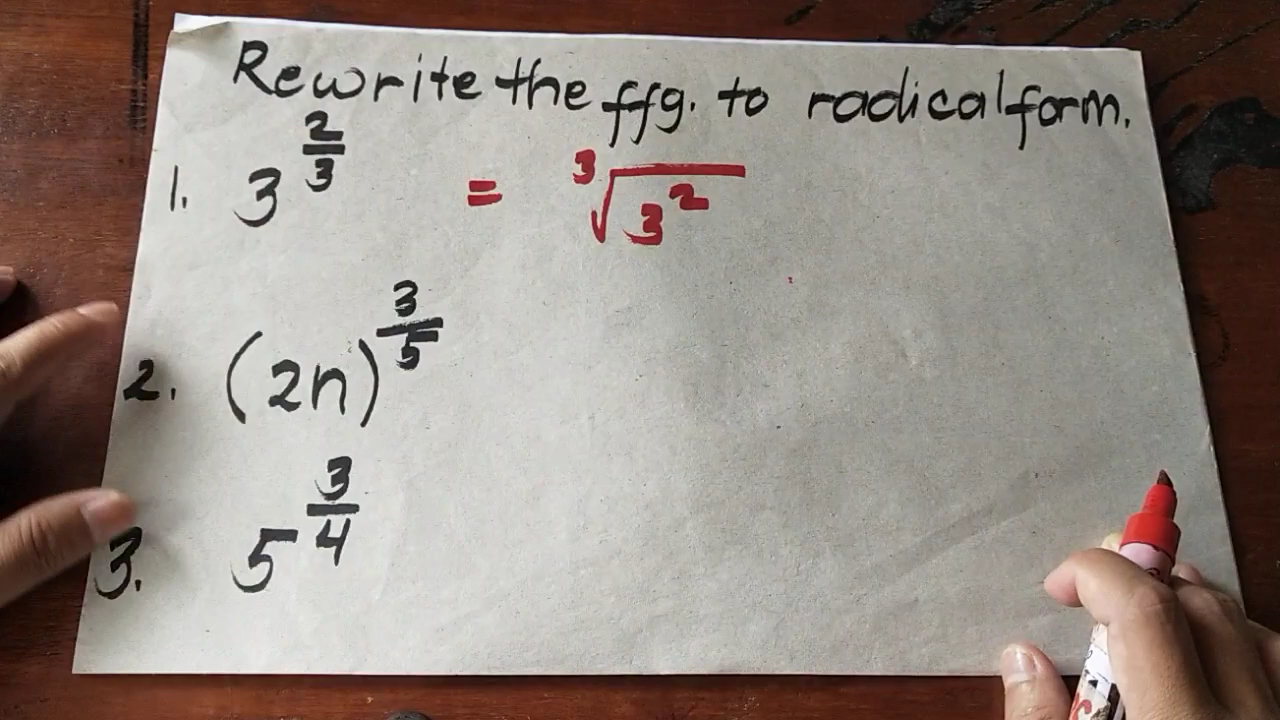 Rewrite the ffg. to radical form.
1. 3^(2/3) = ∛(3²)
2. (2n)^(3/5)
3. 5^(3/4)